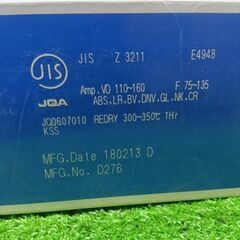 JIS
JIS Z 3211 E4948
JQA
Amp. VD 110-160 F 75-135
ABS.LR.BV.DNV.GL.NK.CR
JQ0607010 REDRY 300-350℃ 1Hr
KSS
MFG.Date 180213 D
MFG.No. D276